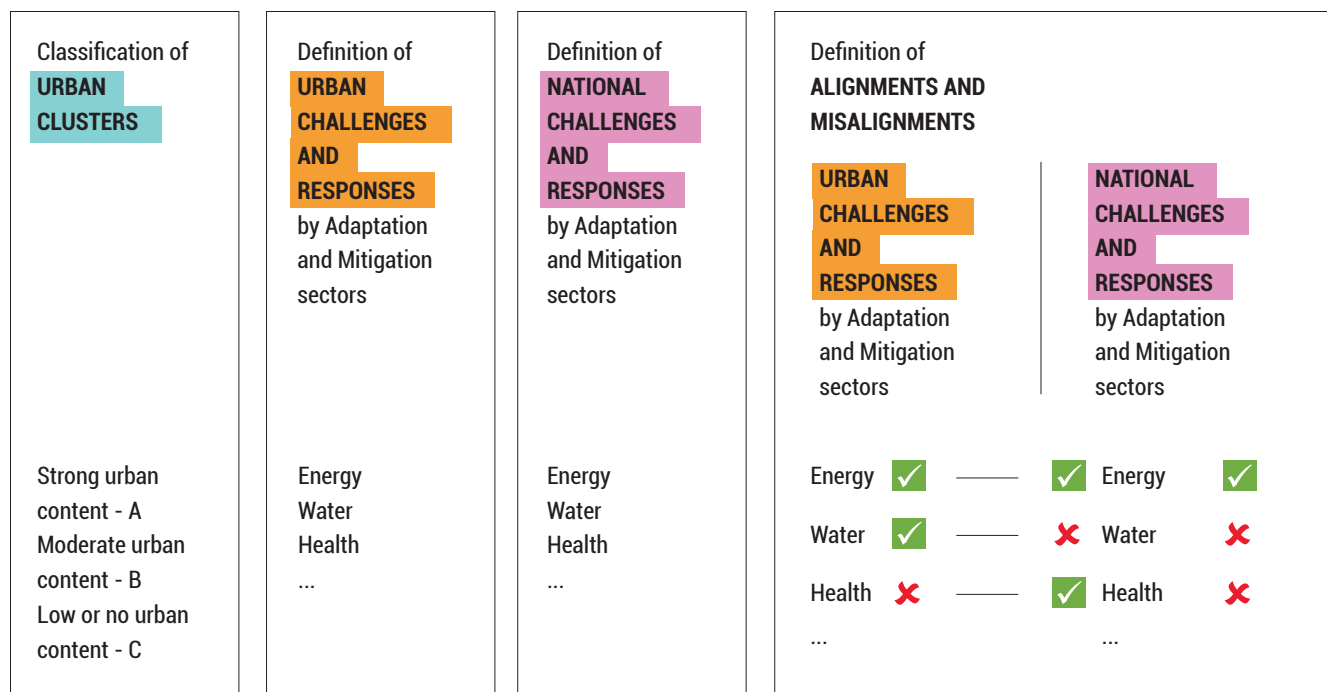 Classification of
URBAN
CLUSTERS
Strong urban
content - A
Moderate urban
content - B
Low or no urban
content - C
Definition of
URBAN
CHALLENGES
AND
RESPONSES
by Adaptation
and Mitigation
sectors
Energy
Water
Health
...
Definition of
NATIONAL
CHALLENGES
AND
RESPONSES
by Adaptation
and Mitigation
sectors
Energy
Water
Health
...
Definition of
ALIGNMENTS AND
MISALIGNMENTS
URBAN
CHALLENGES
AND
RESPONSES
by Adaptation
and Mitigation
sectors
NATIONAL
CHALLENGES
AND
RESPONSES
by Adaptation
and Mitigation
sectors
Energy Energy
Water Water
Health Health
... ...